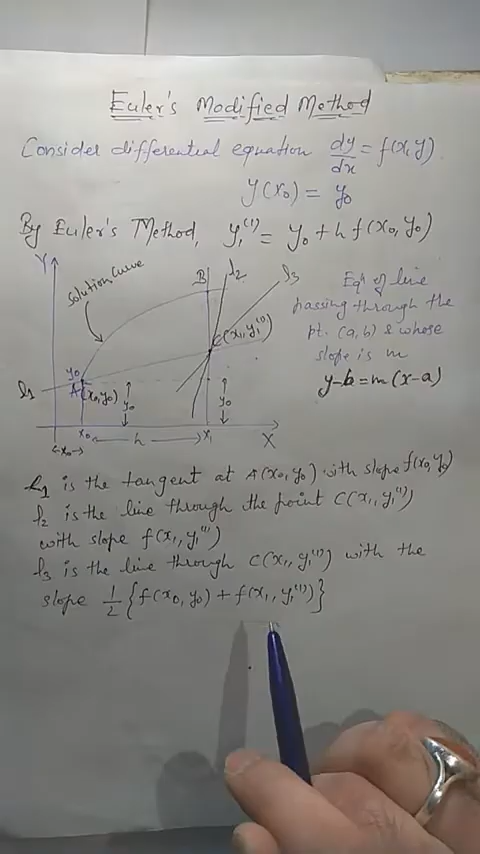 Euler's Modified Method
Consider differential equation dy/dx = f(x, y)
y(x₀) = y₀
By Euler's Method, y₁⁽¹⁾ = y₀ + h f(x₀, y₀)
Y
Solution Curve
B
l₂
l₃
C(x₁, y₁⁽¹⁾)
y₀
l₁
A(x₀, y₀)
y₀
y₀
x₀
h
x₁
X
x₀
Eqⁿ of line
passing through the
pt. (a, b) & whose
slope is m
y-b = m(x-a)
l₁ is the tangent at A(x₀, y₀) with slope f(x₀, y₀)
l₂ is the line through the point C(x₁, y₁⁽¹⁾)
with slope f(x₁, y₁⁽¹⁾)
l₃ is the line through C(x₁, y₁⁽¹⁾) with the
slope 1/2 {f(x₀, y₀) + f(x₁, y₁⁽¹⁾)}